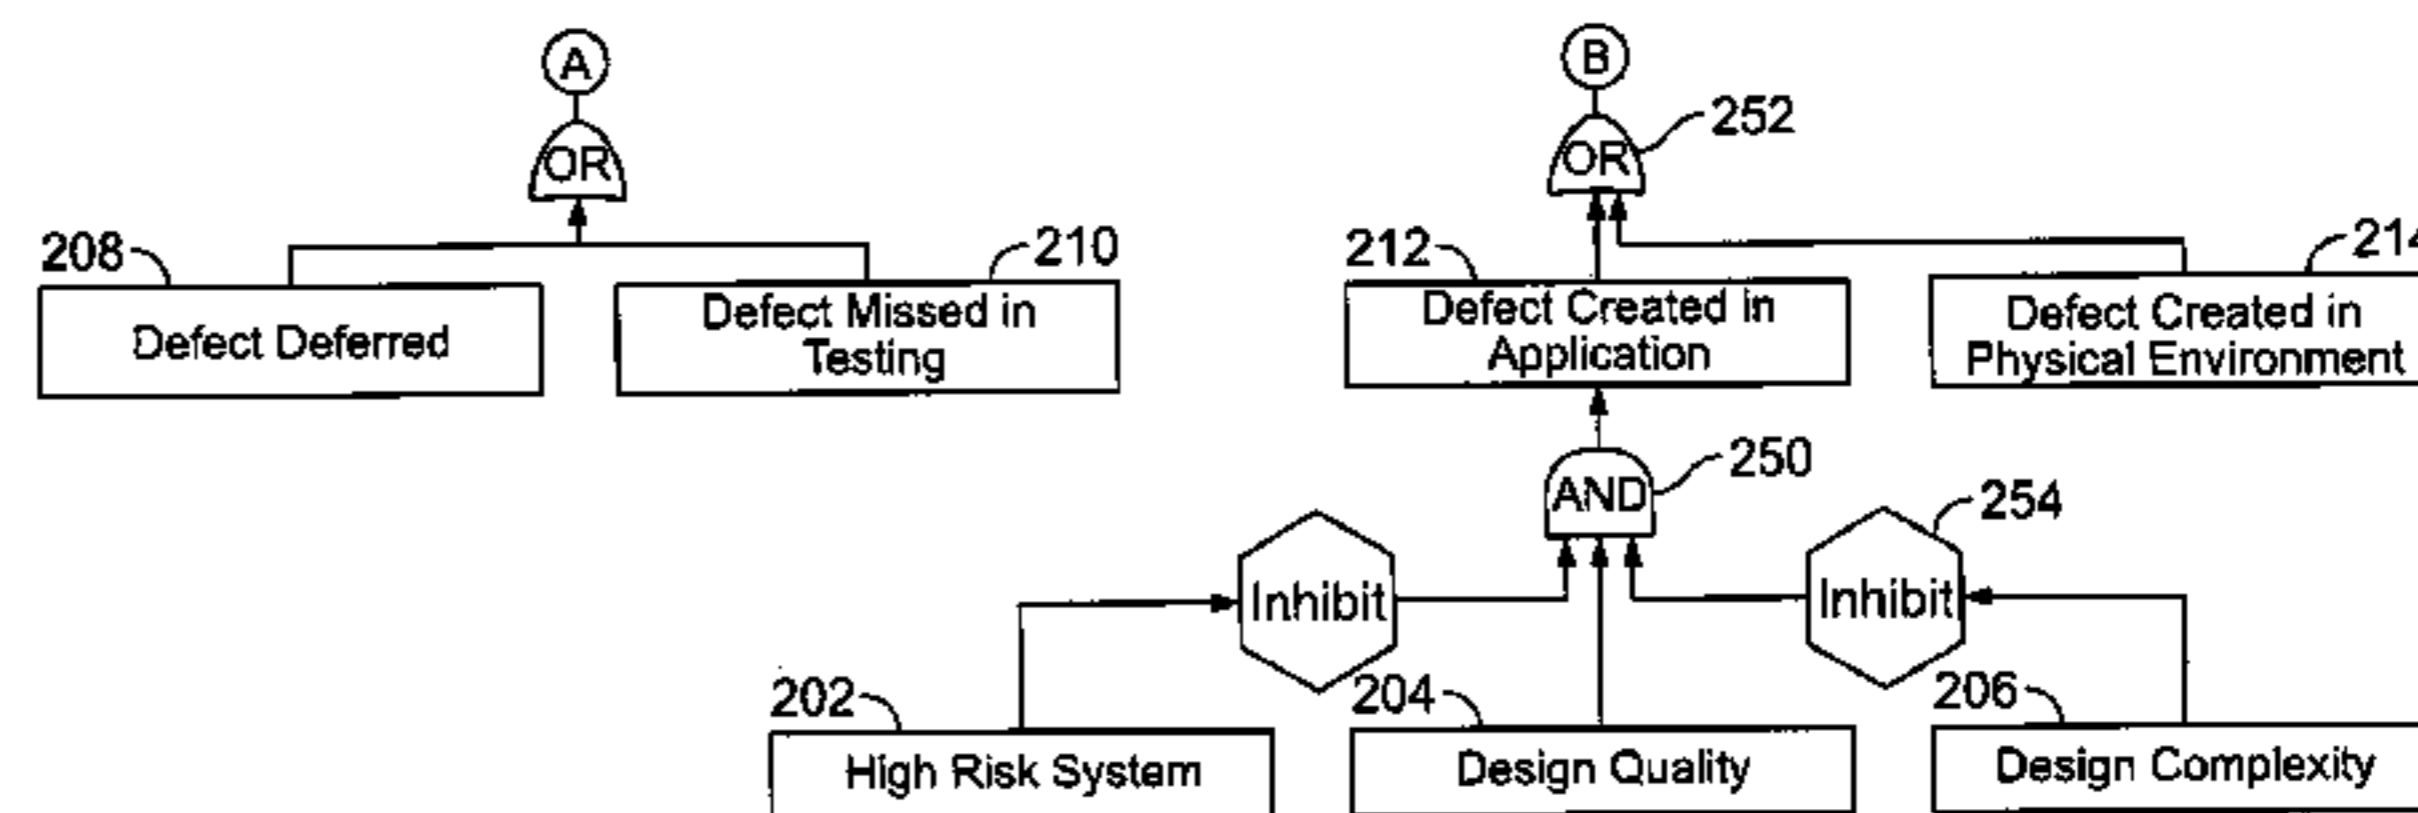 A
B
OR
OR
252
208
210
212
214
Defect Deferred
Defect Missed in
Testing
Defect Created in
Application
Defect Created in
Physical Environment
AND
250
254
Inhibit
Inhibit
202
204
206
High Risk System
Design Quality
Design Complexity